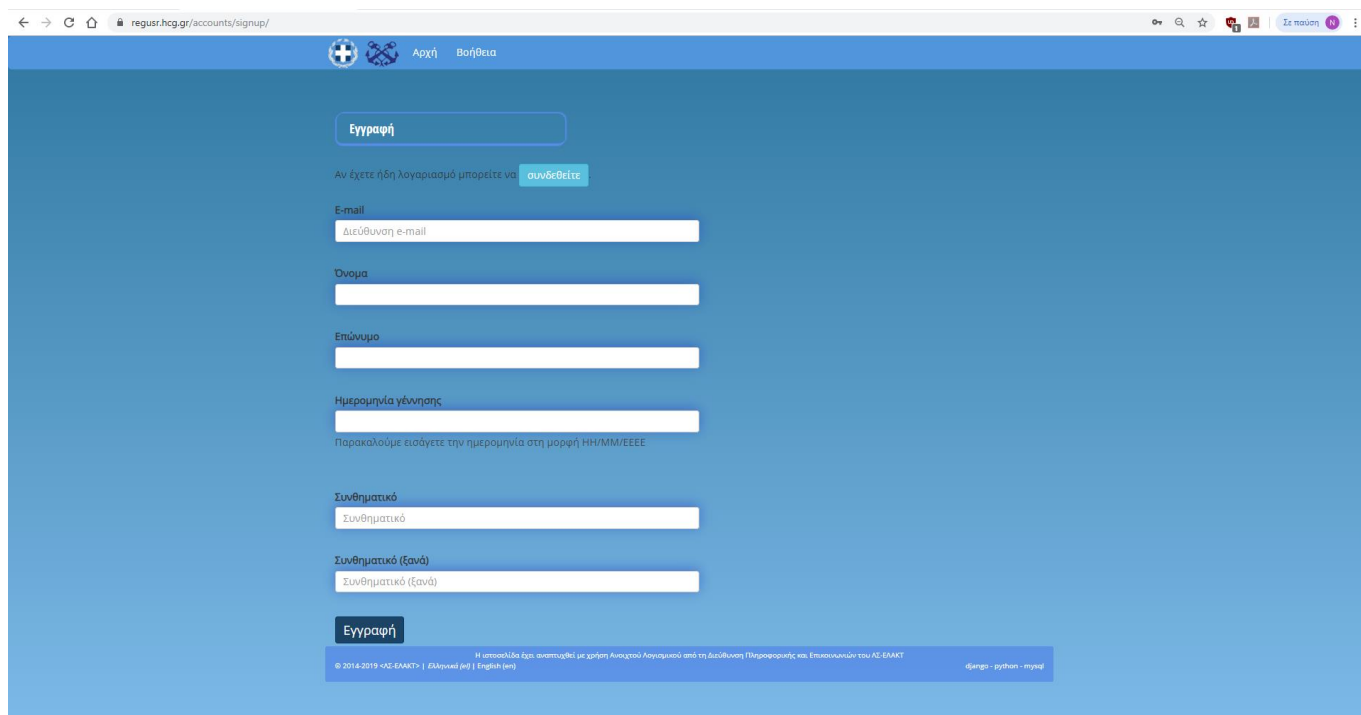 regusr.hcg.gr/accounts/signup/
1
Σε παύση
N
Αρχή Βοήθεια
Εγγραφή
Αν έχετε ήδη λογαριασμό μπορείτε να συνδεθείτε.
E-mail
Διεύθυνση e-mail
Όνομα
Επώνυμο
Ημερομηνία γέννησης
Παρακαλούμε εισάγετε την ημερομηνία στη μορφή ΗΗ/ΜΜ/ΕΕΕΕ
Συνθηματικό
Συνθηματικό
Συνθηματικό (ξανά)
Συνθηματικό (ξανά)
Εγγραφή
Η ιστοσελίδα έχει αναπτυχθεί με χρήση Ανοιχτού Λογισμικού από τη Διεύθυνση Πληροφορικής και Επικοινωνιών του ΛΣ-ΕΛΑΚΤ
© 2014-2019 <ΛΣ-ΕΛΑΚΤ> | Ελληνικά (el) | English (en) django - python - mysql